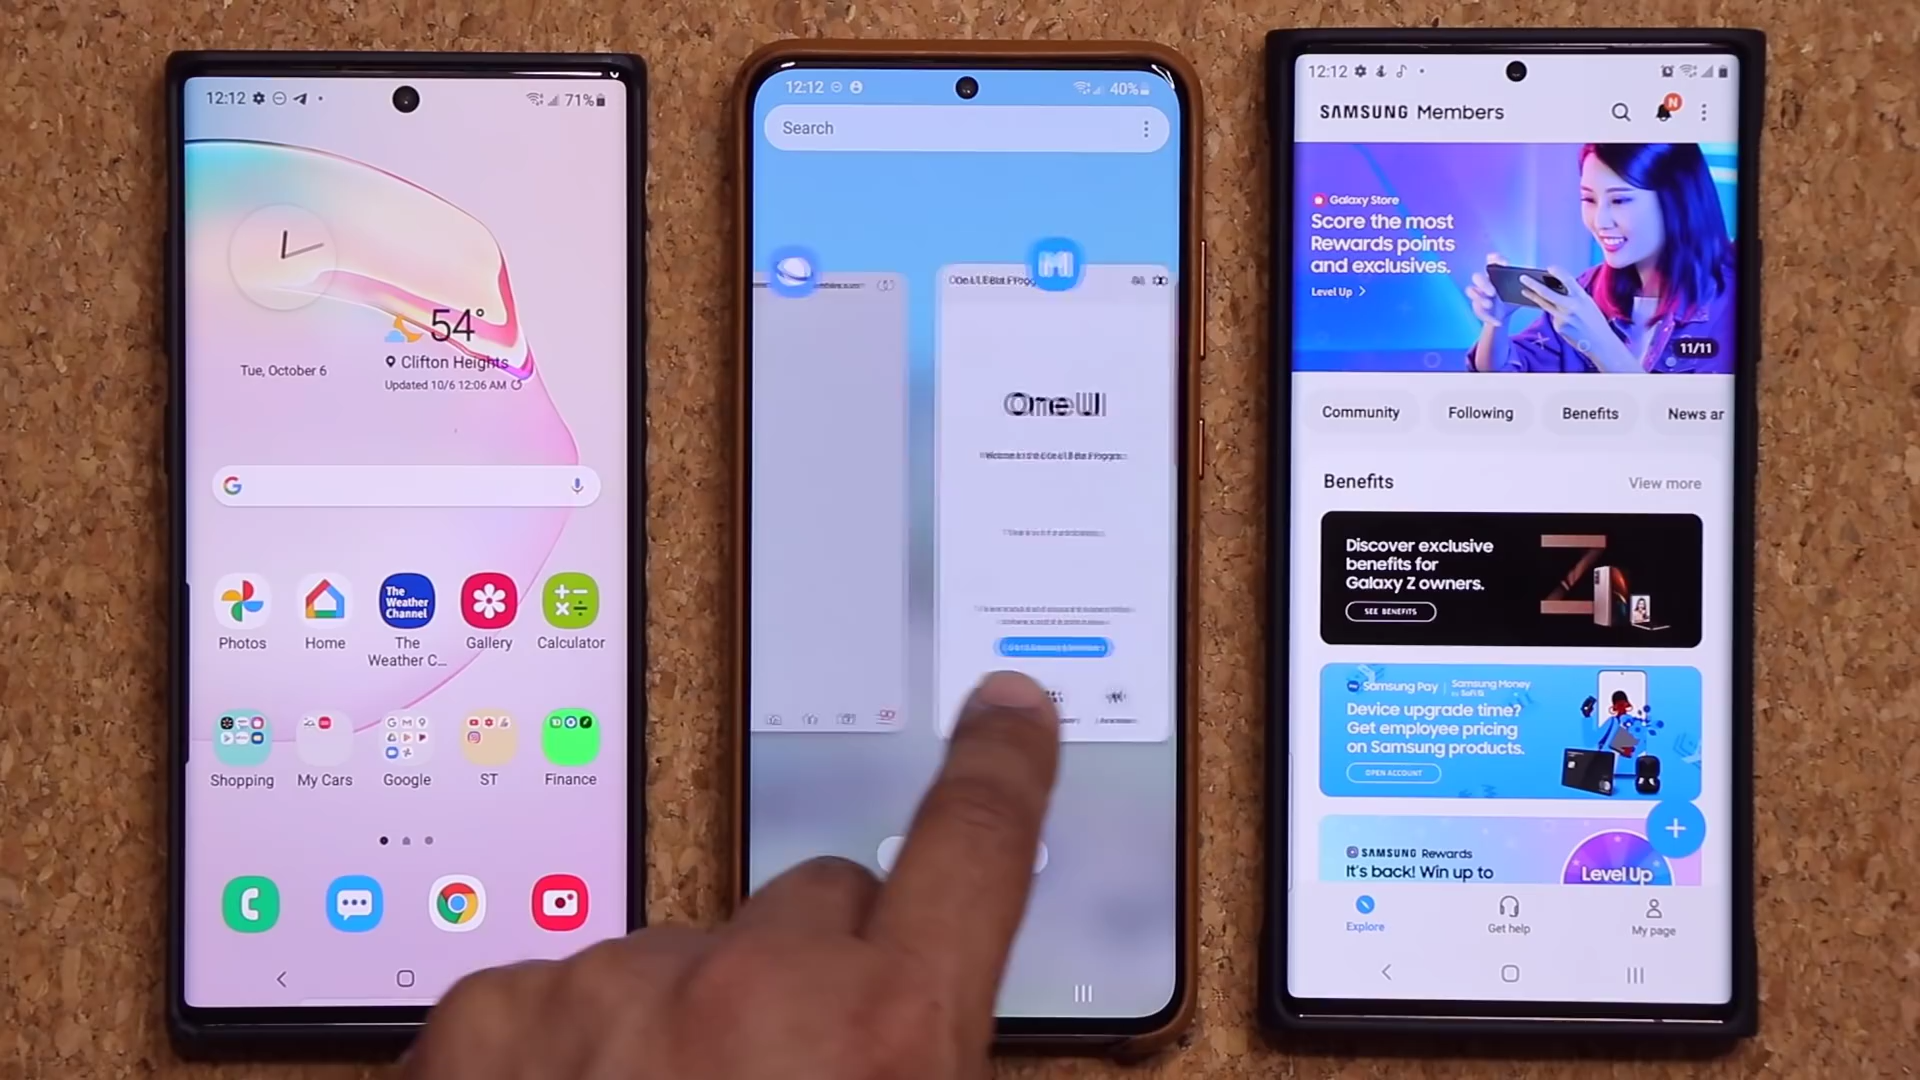 12:12
71%
54°
Tue, October 6
Clifton Heights
Updated 10/6 12:06 AM
G
The
Weather
Channel
Photos
Home
The
Weather C...
Gallery
Calculator
Shopping
My Cars
Google
ST
Finance
12:12
40%
Search
One UI
12:12
SAMSUNG Members
N
Galaxy Store
Score the most
Rewards points
and exclusives.
Level Up >
11/11
Community
Following
Benefits
News ar
Benefits
View more
Discover exclusive
benefits for
Galaxy Z owners.
SEE BENEFITS
Z
Samsung Pay | Samsung Money
by SoFi
Device upgrade time?
Get employee pricing
on Samsung products.
OPEN ACCOUNT
SAMSUNG Rewards
It's back! Win up to
Level Up
Explore
Get help
My page